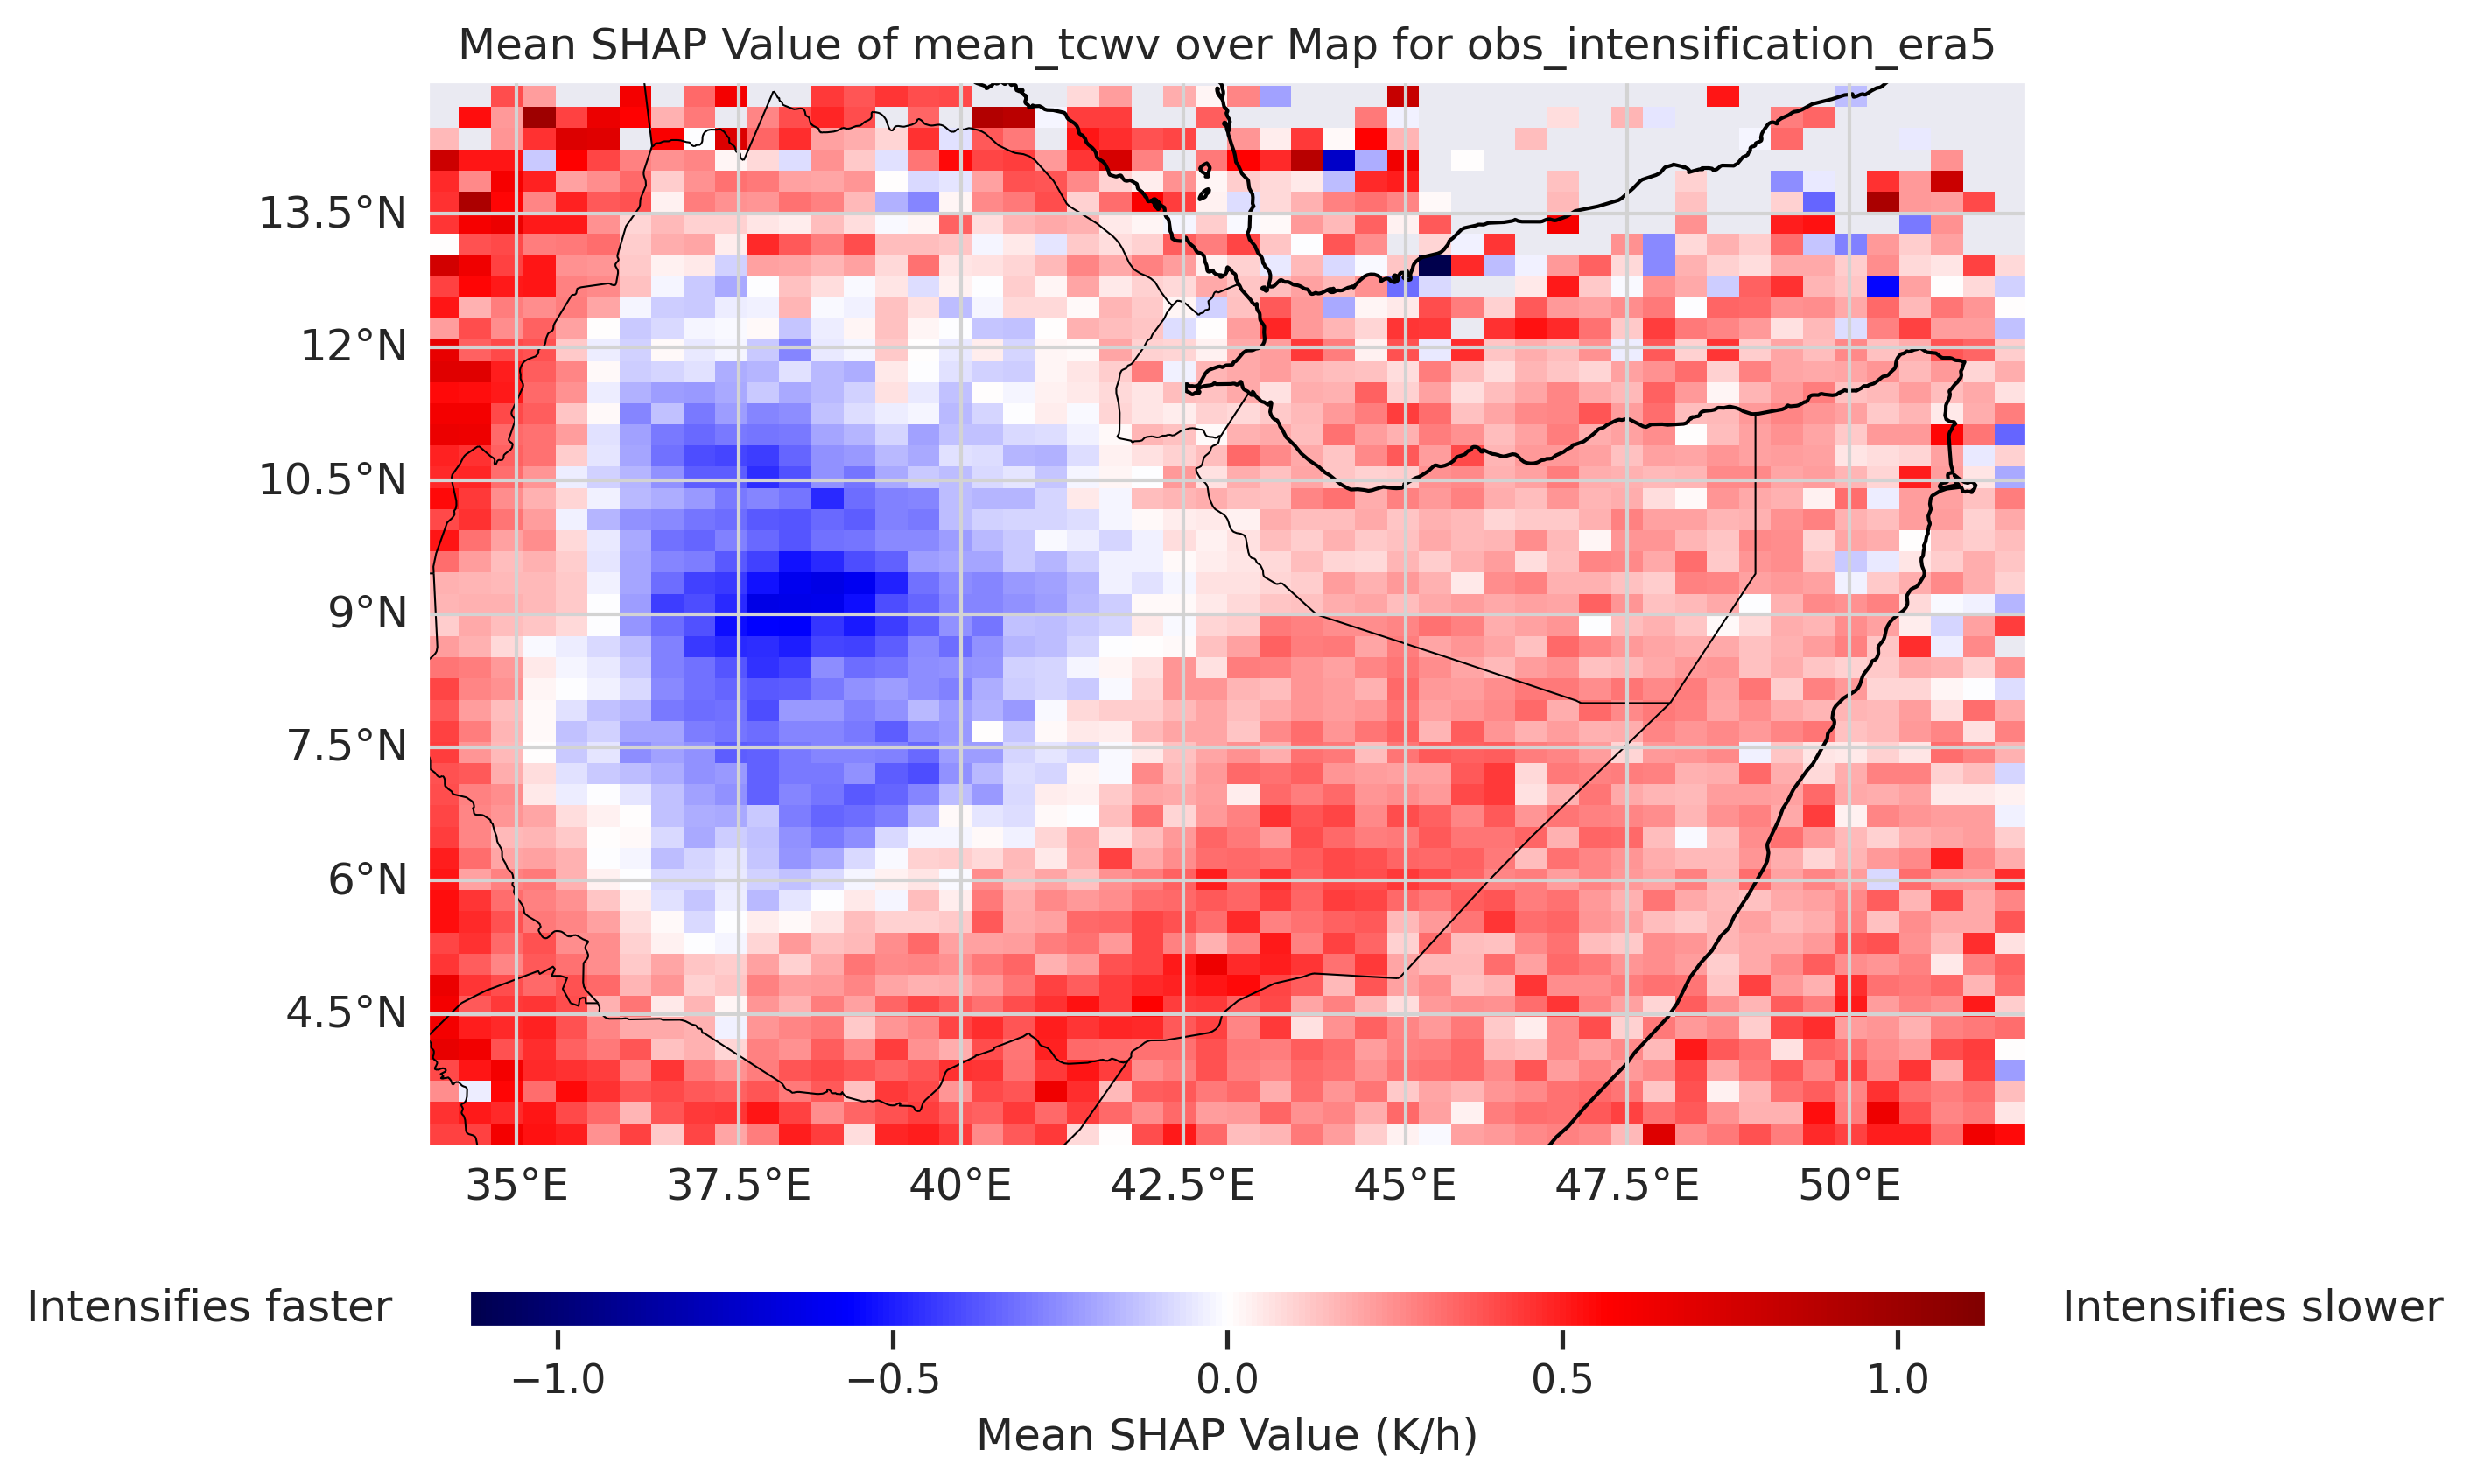 Mean SHAP Value of mean_tcwv over Map for obs_intensification_era5
13.5°N
12°N
10.5°N
9°N
7.5°N
6°N
4.5°N
35°E 37.5°E 40°E 42.5°E 45°E 47.5°E 50°E
Intensifies faster Intensifies slower
−1.0 −0.5 0.0 0.5 1.0
Mean SHAP Value (K/h)